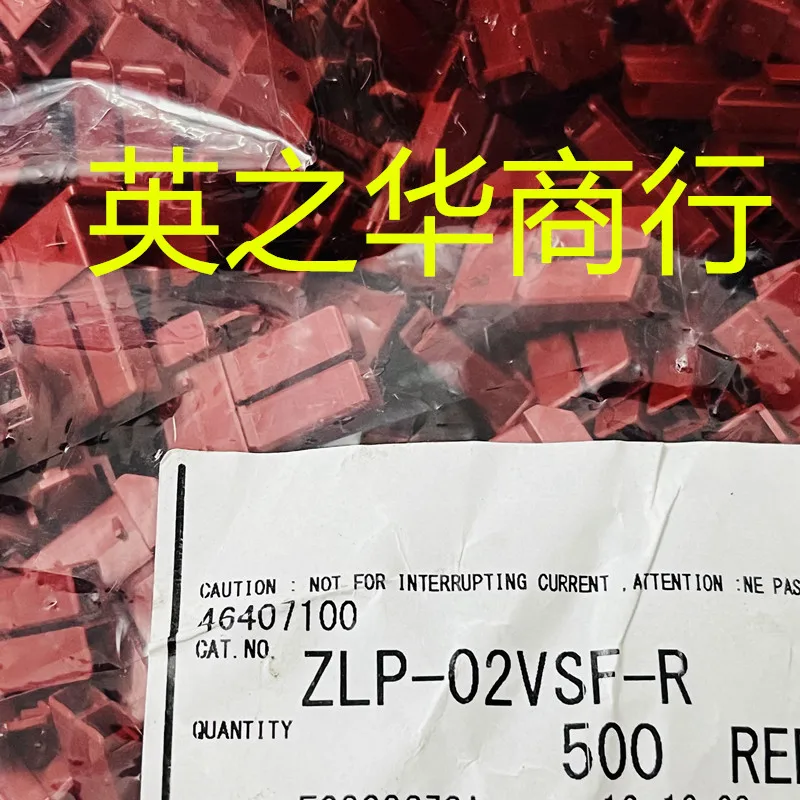 英之华商行
CAUTION : NOT FOR INTERRUPTING CURRENT , ATTENTION :NE PAS
46407100
CAT. NO. ZLP-02VSF-R
QUANTITY 500 RED